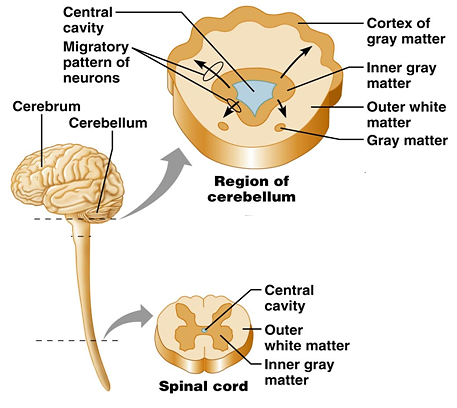 Central
cavity
Migratory
pattern of
neurons
Cortex of
gray matter
Inner gray
matter
Outer white
matter
Gray matter
Cerebrum
Cerebellum
Region of
cerebellum
Central
cavity
Outer
white matter
Inner gray
matter
Spinal cord